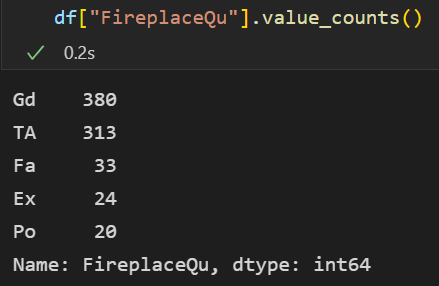 df["FireplaceQu"].value_counts()
✓ 0.2s
Gd 380
TA 313
Fa 33
Ex 24
Po 20
Name: FireplaceQu, dtype: int64